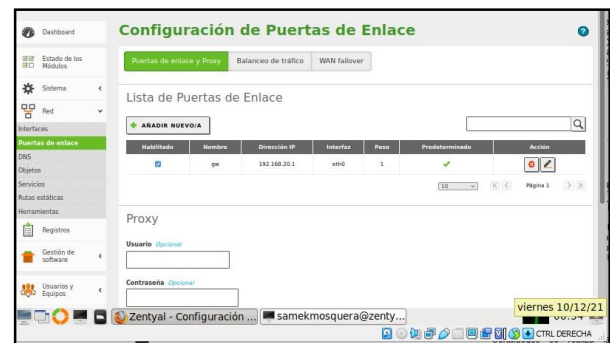 Dashboard
Estado de los
Módulos
Sistema
Red
Interfaces
Puertas de enlace
DNS
Objetos
Servicios
Rutas estáticas
Herramientas
Registros
Gestión de
software
Usuarios y
Equipos
Configuración de Puertas de Enlace
Puertas de enlace y Proxy Balanceo de tráfico WAN failover
Lista de Puertas de Enlace
AÑADIR NUEVO/A
Habilitado Nombre Dirección IP Interfaz Peso Predeterminado Acción
gw 192.168.20.1 eth0 1
10 Página 1
Proxy
Usuario Opcional
Contraseña Opcional
Zentyal - Configuración ... samekmosquera@zenty...
viernes 10/12/21
CTRL DERECHA